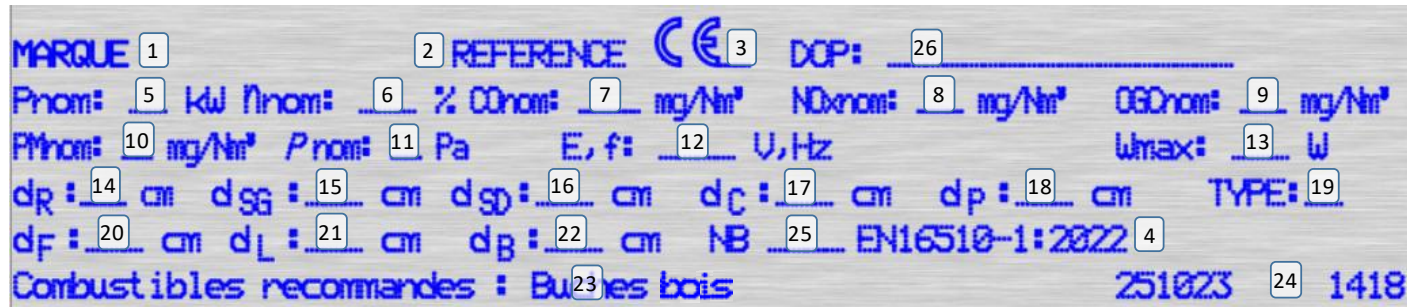 MARQUE 1 2 REFERENCE CE 3 DOP: 26
Pnom: 5 kW ηnom: 6 % COnom: 7 mg/Nm³ NOxnom: 8 mg/Nm³ OGCnom: 9 mg/Nm³
PMnom: 10 mg/Nm³ Pnom: 11 Pa E,f: 12 V,Hz Wmax: 13 W
dR : 14 cm dSG : 15 cm dSD : 16 cm dC : 17 cm dP : 18 cm TYPE: 19
dF : 20 cm dL : 21 cm dB : 22 cm NB 25 EN16510-1:2022 4
Combustibles recommandes : Buches 23 bois 251023 24 1418